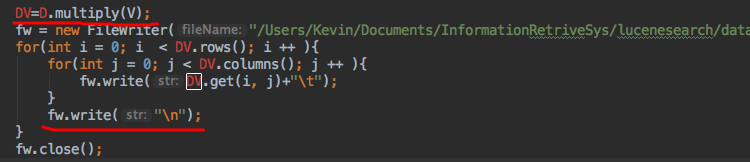 DV=D.multiply(V);
fw = new FileWriter( fileName: "/Users/Kevin/Documents/InformationRetriveSys/lucenesearch/data
for(int i = 0; i < DV.rows(); i ++ ){
for(int j = 0; j < DV.columns(); j ++ ){
fw.write( str: DV.get(i, j)+"\t");
}
fw.write( str: "\n");
}
fw.close();